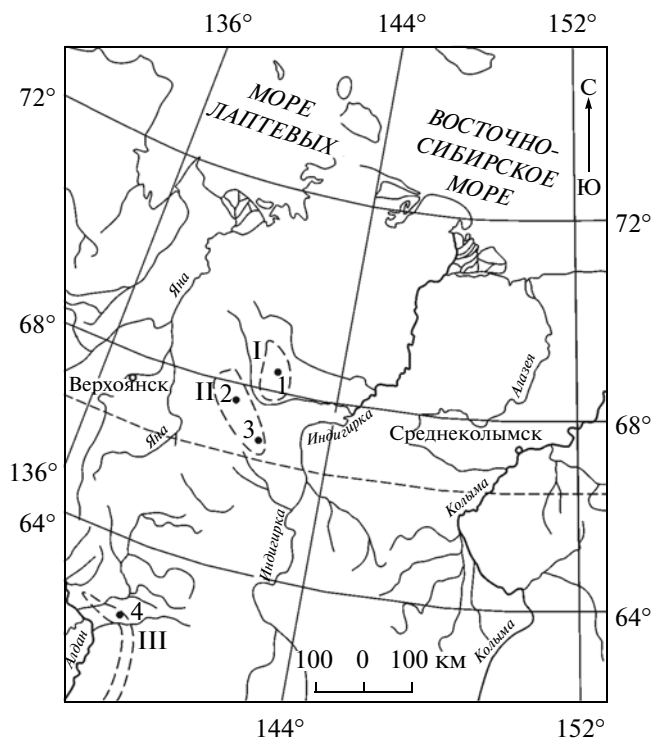 136° 144° 152°
72°
МОРЕ
ЛАПТЕВЫХ
ВОСТОЧНО-
СИБИРСКОЕ
МОРЕ
С
Ю
72°
Яна
68°
Верхоянск
I
1
II 2
3
Алазея
Индигирка
Среднеколымск
68°
Яна
136°
64°
Колыма
Индигирка
4
III
Алдан
64°
Колыма
100 0 100 км
144° 152°